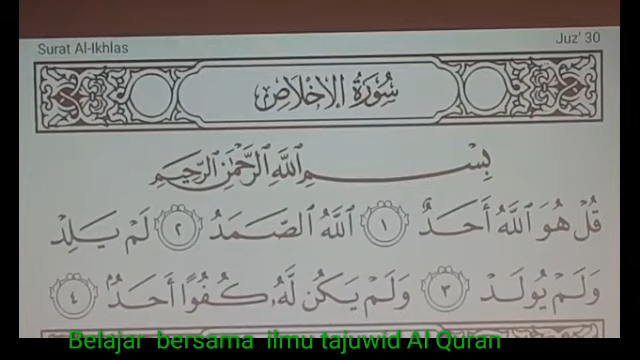 Surat Al-Ikhlas
Juz' 30
سُورَةُ الإِخْلَاصِ
بِسْمِ اللَّهِ الرَّحْمَٰنِ الرَّحِيمِ
قُلْ هُوَ اللَّهُ أَحَدٌ ١ اللَّهُ الصَّمَدُ ٢ لَمْ يَلِدْ
وَلَمْ يُولَدْ ٣ وَلَمْ يَكُن لَّهُۥ كُفُوًا أَحَدٌۢ ٤
Belajar bersama ilmu tajuwid Al Quran